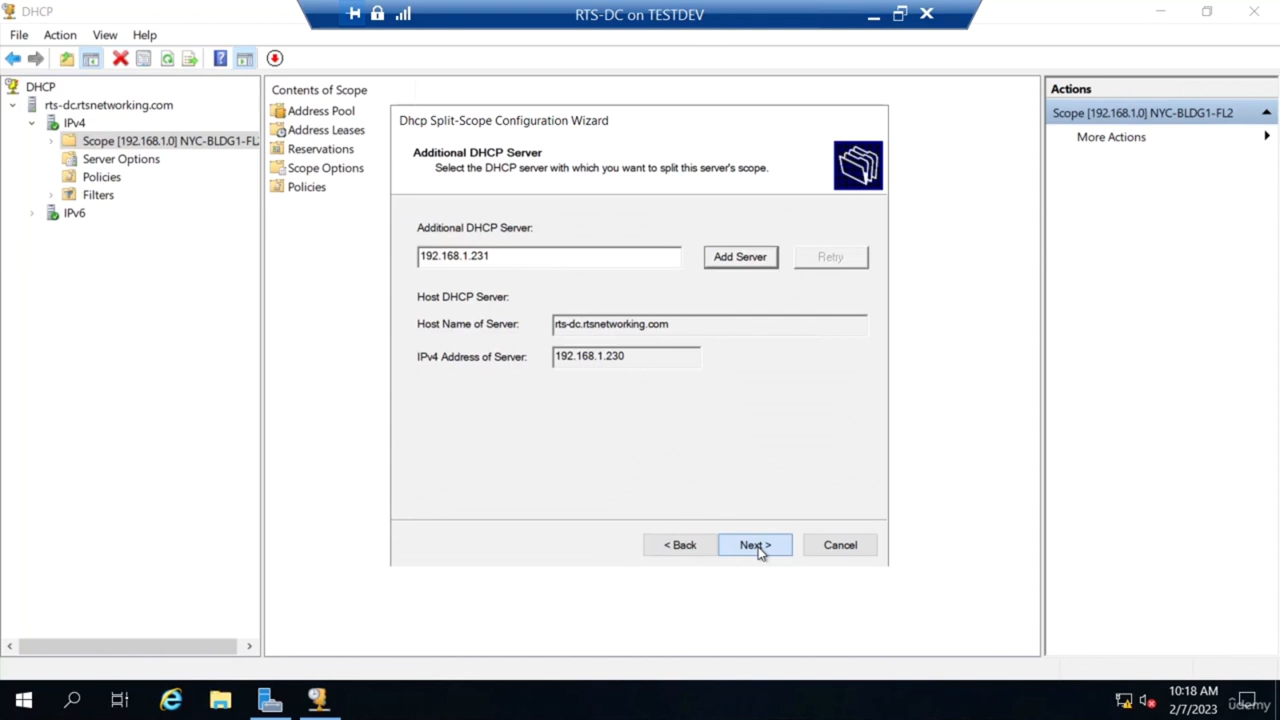 DHCP
RTS-DC on TESTDEV
File Action View Help
DHCP
rts-dc.rtsnetworking.com
IPv4
Scope [192.168.1.0] NYC-BLDG1-FL2
Server Options
Policies
Filters
IPv6
Contents of Scope
Address Pool
Address Leases
Reservations
Scope Options
Policies
Dhcp Split-Scope Configuration Wizard
Additional DHCP Server
Select the DHCP server with which you want to split this server's scope.
Additional DHCP Server:
192.168.1.231 Add Server Retry
Host DHCP Server:
Host Name of Server: rts-dc.rtsnetworking.com
IPv4 Address of Server: 192.168.1.230
< Back Next > Cancel
Actions
Scope [192.168.1.0] NYC-BLDG1-FL2
More Actions
10:18 AM
2/7/2023
ûdemy